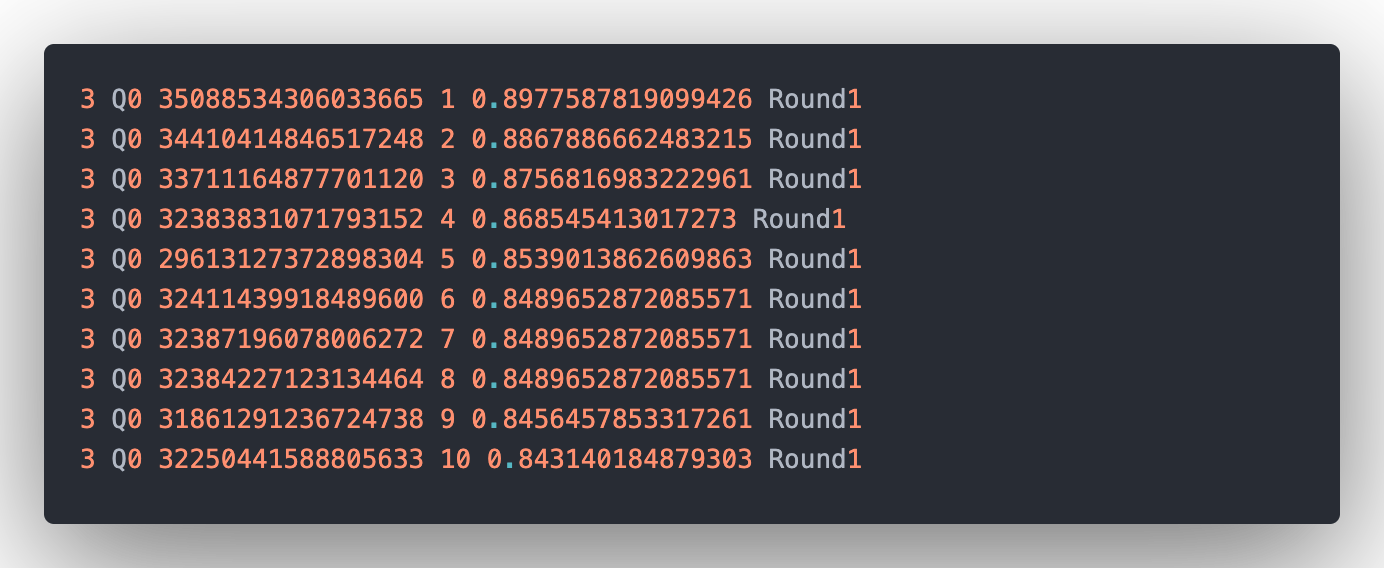 3 Q0 35088534306033665 1 0.8977587819099426 Round1
3 Q0 34410414846517248 2 0.8867886662483215 Round1
3 Q0 33711164877701120 3 0.8756816983222961 Round1
3 Q0 32383831071793152 4 0.868545413017273 Round1
3 Q0 29613127372898304 5 0.8539013862609863 Round1
3 Q0 32411439918489600 6 0.8489652872085571 Round1
3 Q0 32387196078006272 7 0.8489652872085571 Round1
3 Q0 32384227123134464 8 0.8489652872085571 Round1
3 Q0 31861291236724738 9 0.8456457853317261 Round1
3 Q0 32250441588805633 10 0.843140184879303 Round1